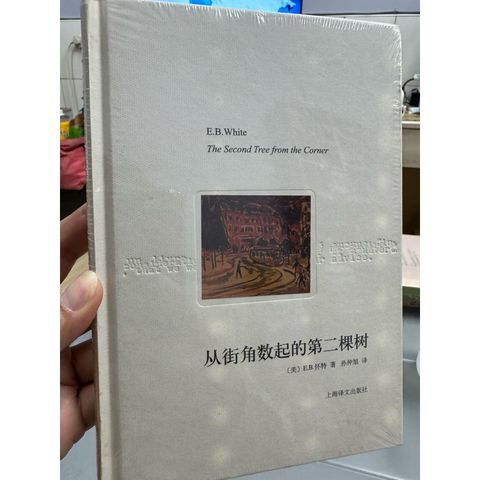 E.B.White
The Second Tree from the Corner
advice.
从街角数起的第二棵树
〔美〕E.B.怀特 著 孙仲旭 译
上海译文出版社